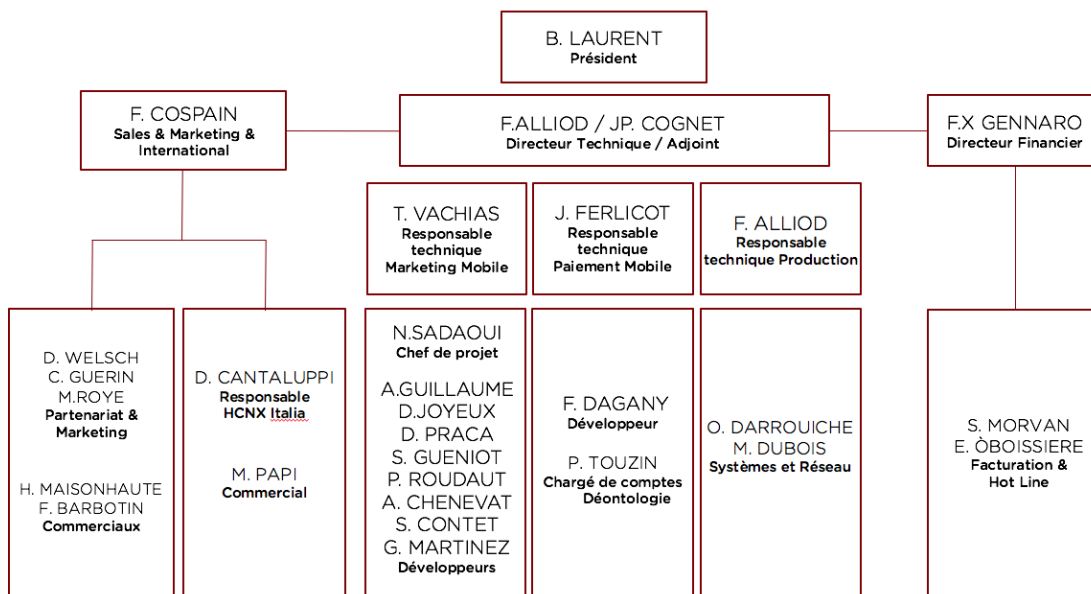 B. LAURENT
Président
F. COSPAIN
Sales & Marketing &
International
F.ALLIOD / JP. COGNET
Directeur Technique / Adjoint
F.X GENNARO
Directeur Financier
T. VACHIAS
Responsable
technique
Marketing Mobile
J. FERLICOT
Responsable
technique
Paiement Mobile
F. ALLIOD
Responsable
technique Production
D. WELSCH
C. GUERIN
M.ROYE
Partenariat &
Marketing
H. MAISONHAUTE
F. BARBOTIN
Commerciaux
D. CANTALUPPI
Responsable
HCNX Italia
M. PAPI
Commercial
N.SADAOUI
Chef de projet
A.GUILLAUME
D.JOYEUX
D. PRACA
S. GUENIOT
P. ROUDAUT
A. CHENEVAT
S. CONTET
G. MARTINEZ
Développeurs
F. DAGANY
Dévelopeur
P. TOUZIN
Chargé de comptes
Déontologie
O. DARROUICHE
M. DUBOIS
Systèmes et Réseau
S. MORVAN
E. ÒBOISSIERE
Facturation &
Hot Line